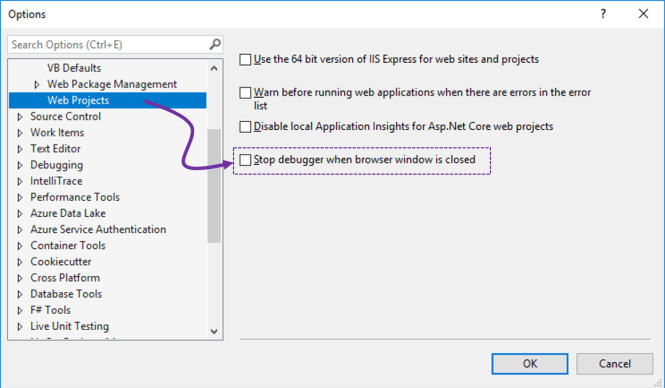 Options
? X
Search Options (Ctrl+E)
VB Defaults
Web Package Management
Web Projects
Source Control
Work Items
Text Editor
Debugging
IntelliTrace
Performance Tools
Azure Data Lake
Azure Service Authentication
Container Tools
Cookiecutter
Cross Platform
Database Tools
F# Tools
Live Unit Testing
Use the 64 bit version of IIS Express for web sites and projects
Warn before running web applications when there are errors in the error
list
Disable local Application Insights for Asp.Net Core web projects
Stop debugger when browser window is closed
OK
Cancel